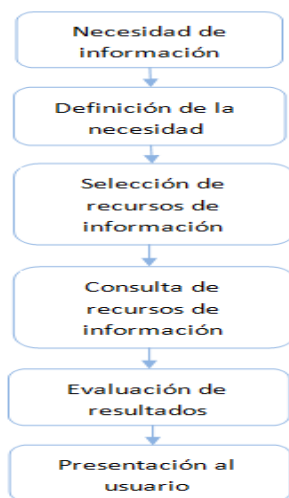 Necesidad de
información
Definición de la
necesidad
Selección de
recursos de
información
Consulta de
recursos de
información
Evaluación de
resultados
Presentación al
usuario